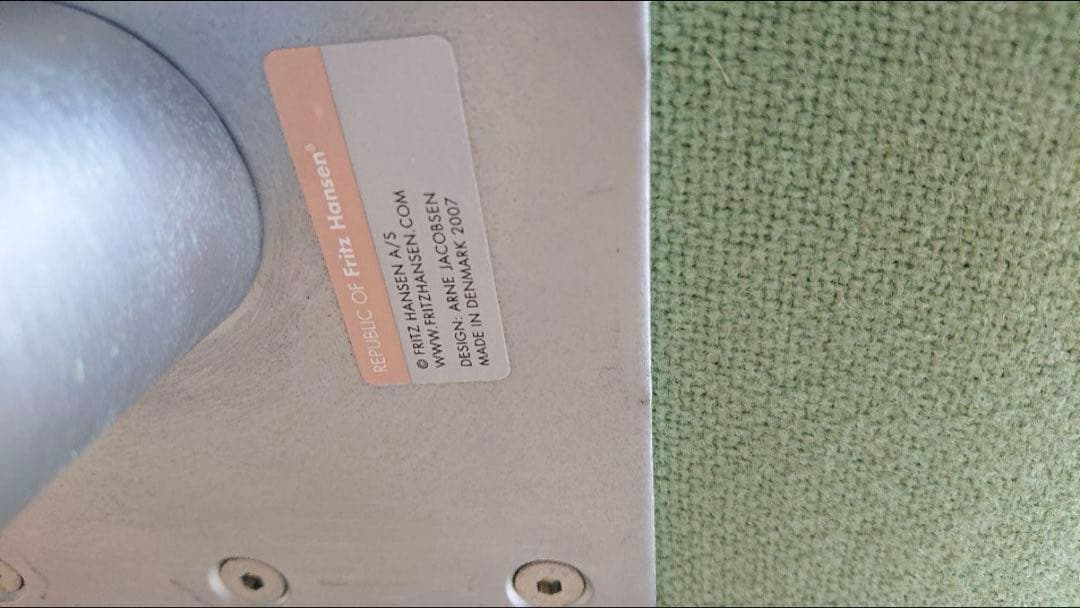 REPUBLIC OF Fritz Hansen®
© FRITZ HANSEN A/S
WWW.FRITZHANSEN.COM
DESIGN: ARNE JACOBSEN
MADE IN DENMARK 2007